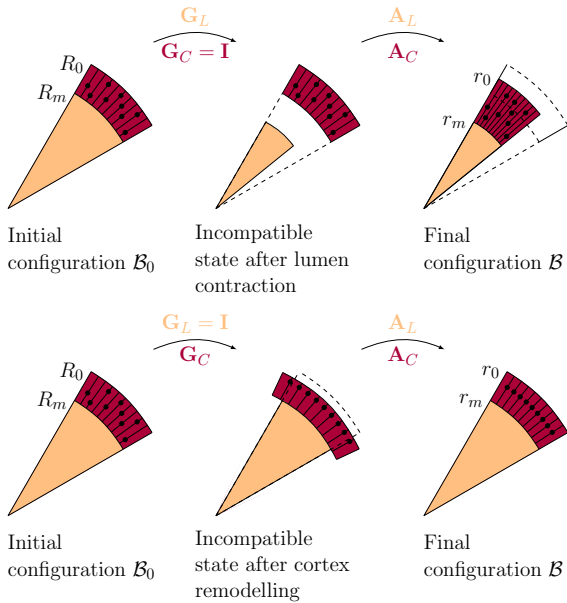 G_L A_L
G_C = I A_C
R_0 r_0
R_m r_m
Initial Incompatible Final
configuration B_0 state after lumen configuration B
contraction
G_L = I A_L
G_C A_C
R_0 r_0
R_m r_m
Initial Incompatible Final
configuration B_0 state after cortex configuration B
remodelling